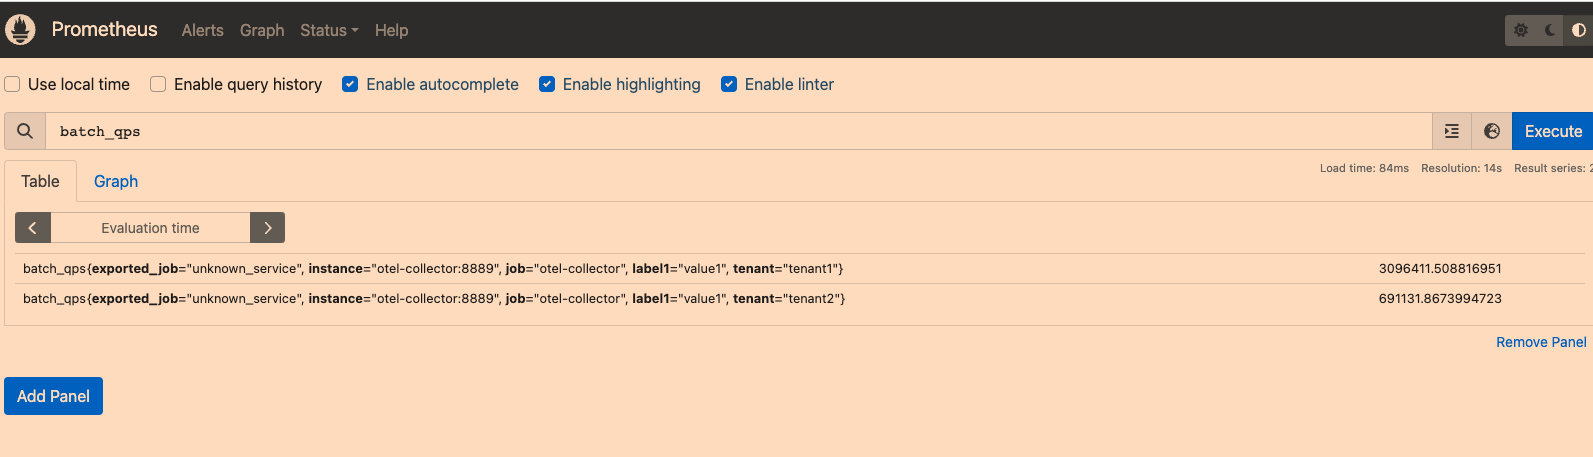 Prometheus Alerts Graph Status Help
Use local time Enable query history Enable autocomplete Enable highlighting Enable linter
batch_qps Execute
Table Graph Load time: 84ms Resolution: 14s Result series: 2
Evaluation time
batch_qps{exported_job="unknown_service", instance="otel-collector:8889", job="otel-collector", label1="value1", tenant="tenant1"} 3096411.508816951
batch_qps{exported_job="unknown_service", instance="otel-collector:8889", job="otel-collector", label1="value1", tenant="tenant2"} 691131.8673994723
Remove Panel
Add Panel